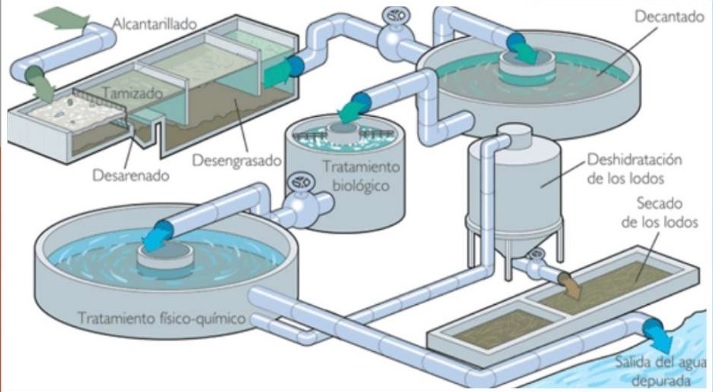 Alcantarillado
Decantado
Tamizado
Desarenado
Desengrasado
Tratamiento
biológico
Deshidratación
de los lodos
Secado
de los lodos
Tratamiento físico-químico
Salida del agua
depurada